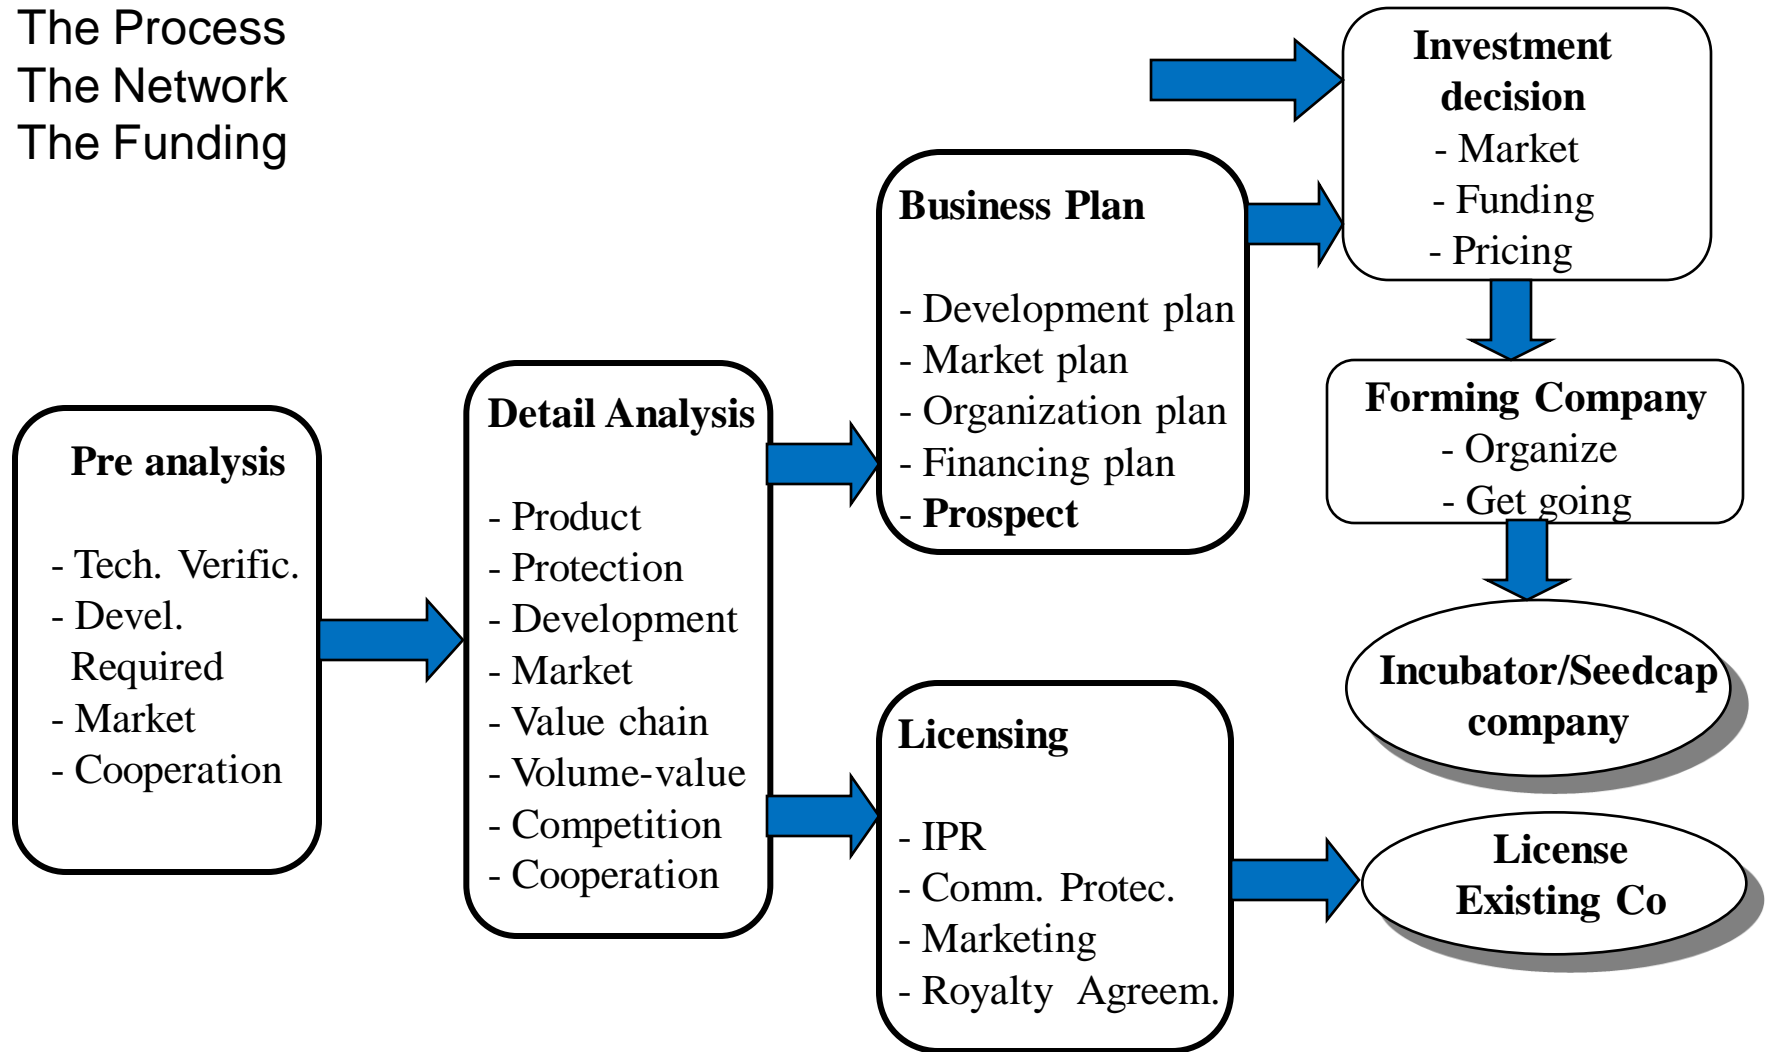 The Process
The Network
The Funding
Pre analysis
- Tech. Verific.
- Devel.
Required
- Market
- Cooperation
Detail Analysis
- Product
- Protection
- Development
- Market
- Value chain
- Volume-value
- Competition
- Cooperation
Business Plan
- Development plan
- Market plan
- Organization plan
- Financing plan
- Prospect
Licensing
- IPR
- Comm. Protec.
- Marketing
- Royalty Agreem.
Investment
decision
- Market
- Funding
- Pricing
Forming Company
- Organize
- Get going
Incubator/Seedcap
company
License
Existing Co